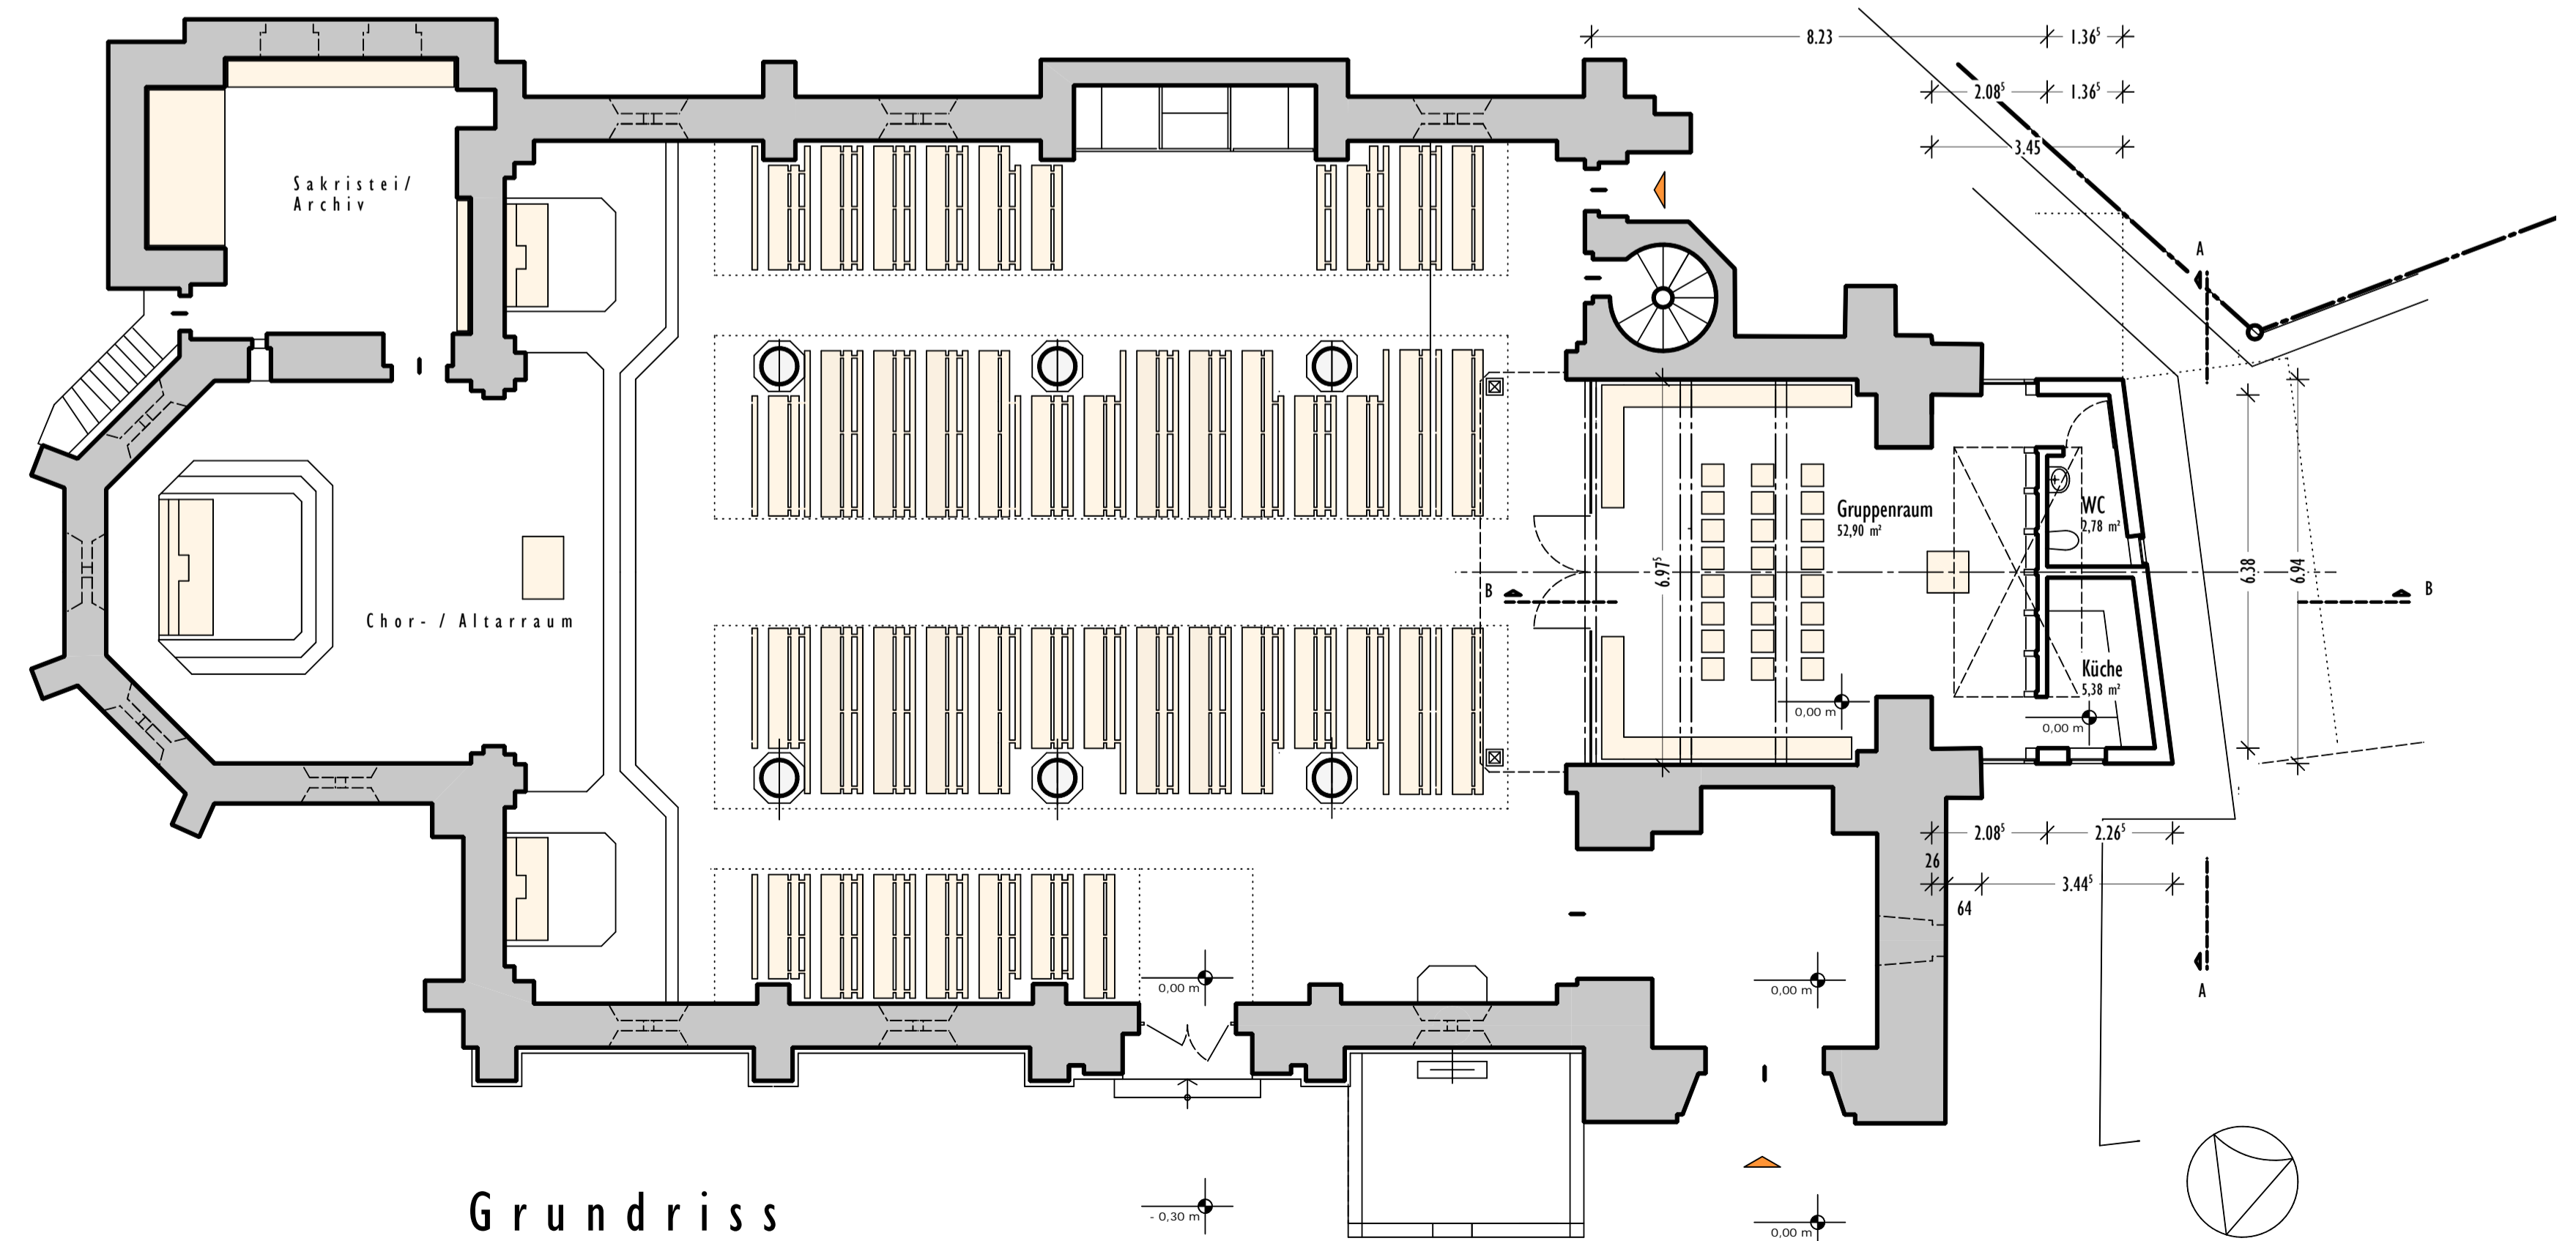 8.23
1.36⁵
2.08⁵
1.36⁵
3.45
Sakristei/
Archiv
A
Gruppenraum
52,90 m²
WC
2,78 m²
6.97⁵
6.38
6.94
B
B
Chor- / Altarraum
Küche
5,38 m²
0,00 m
0,00 m
2.08⁵
2.26⁵
26
3.44⁵
64
0,00 m
0,00 m
A
Grundriss
- 0,30 m
0,00 m